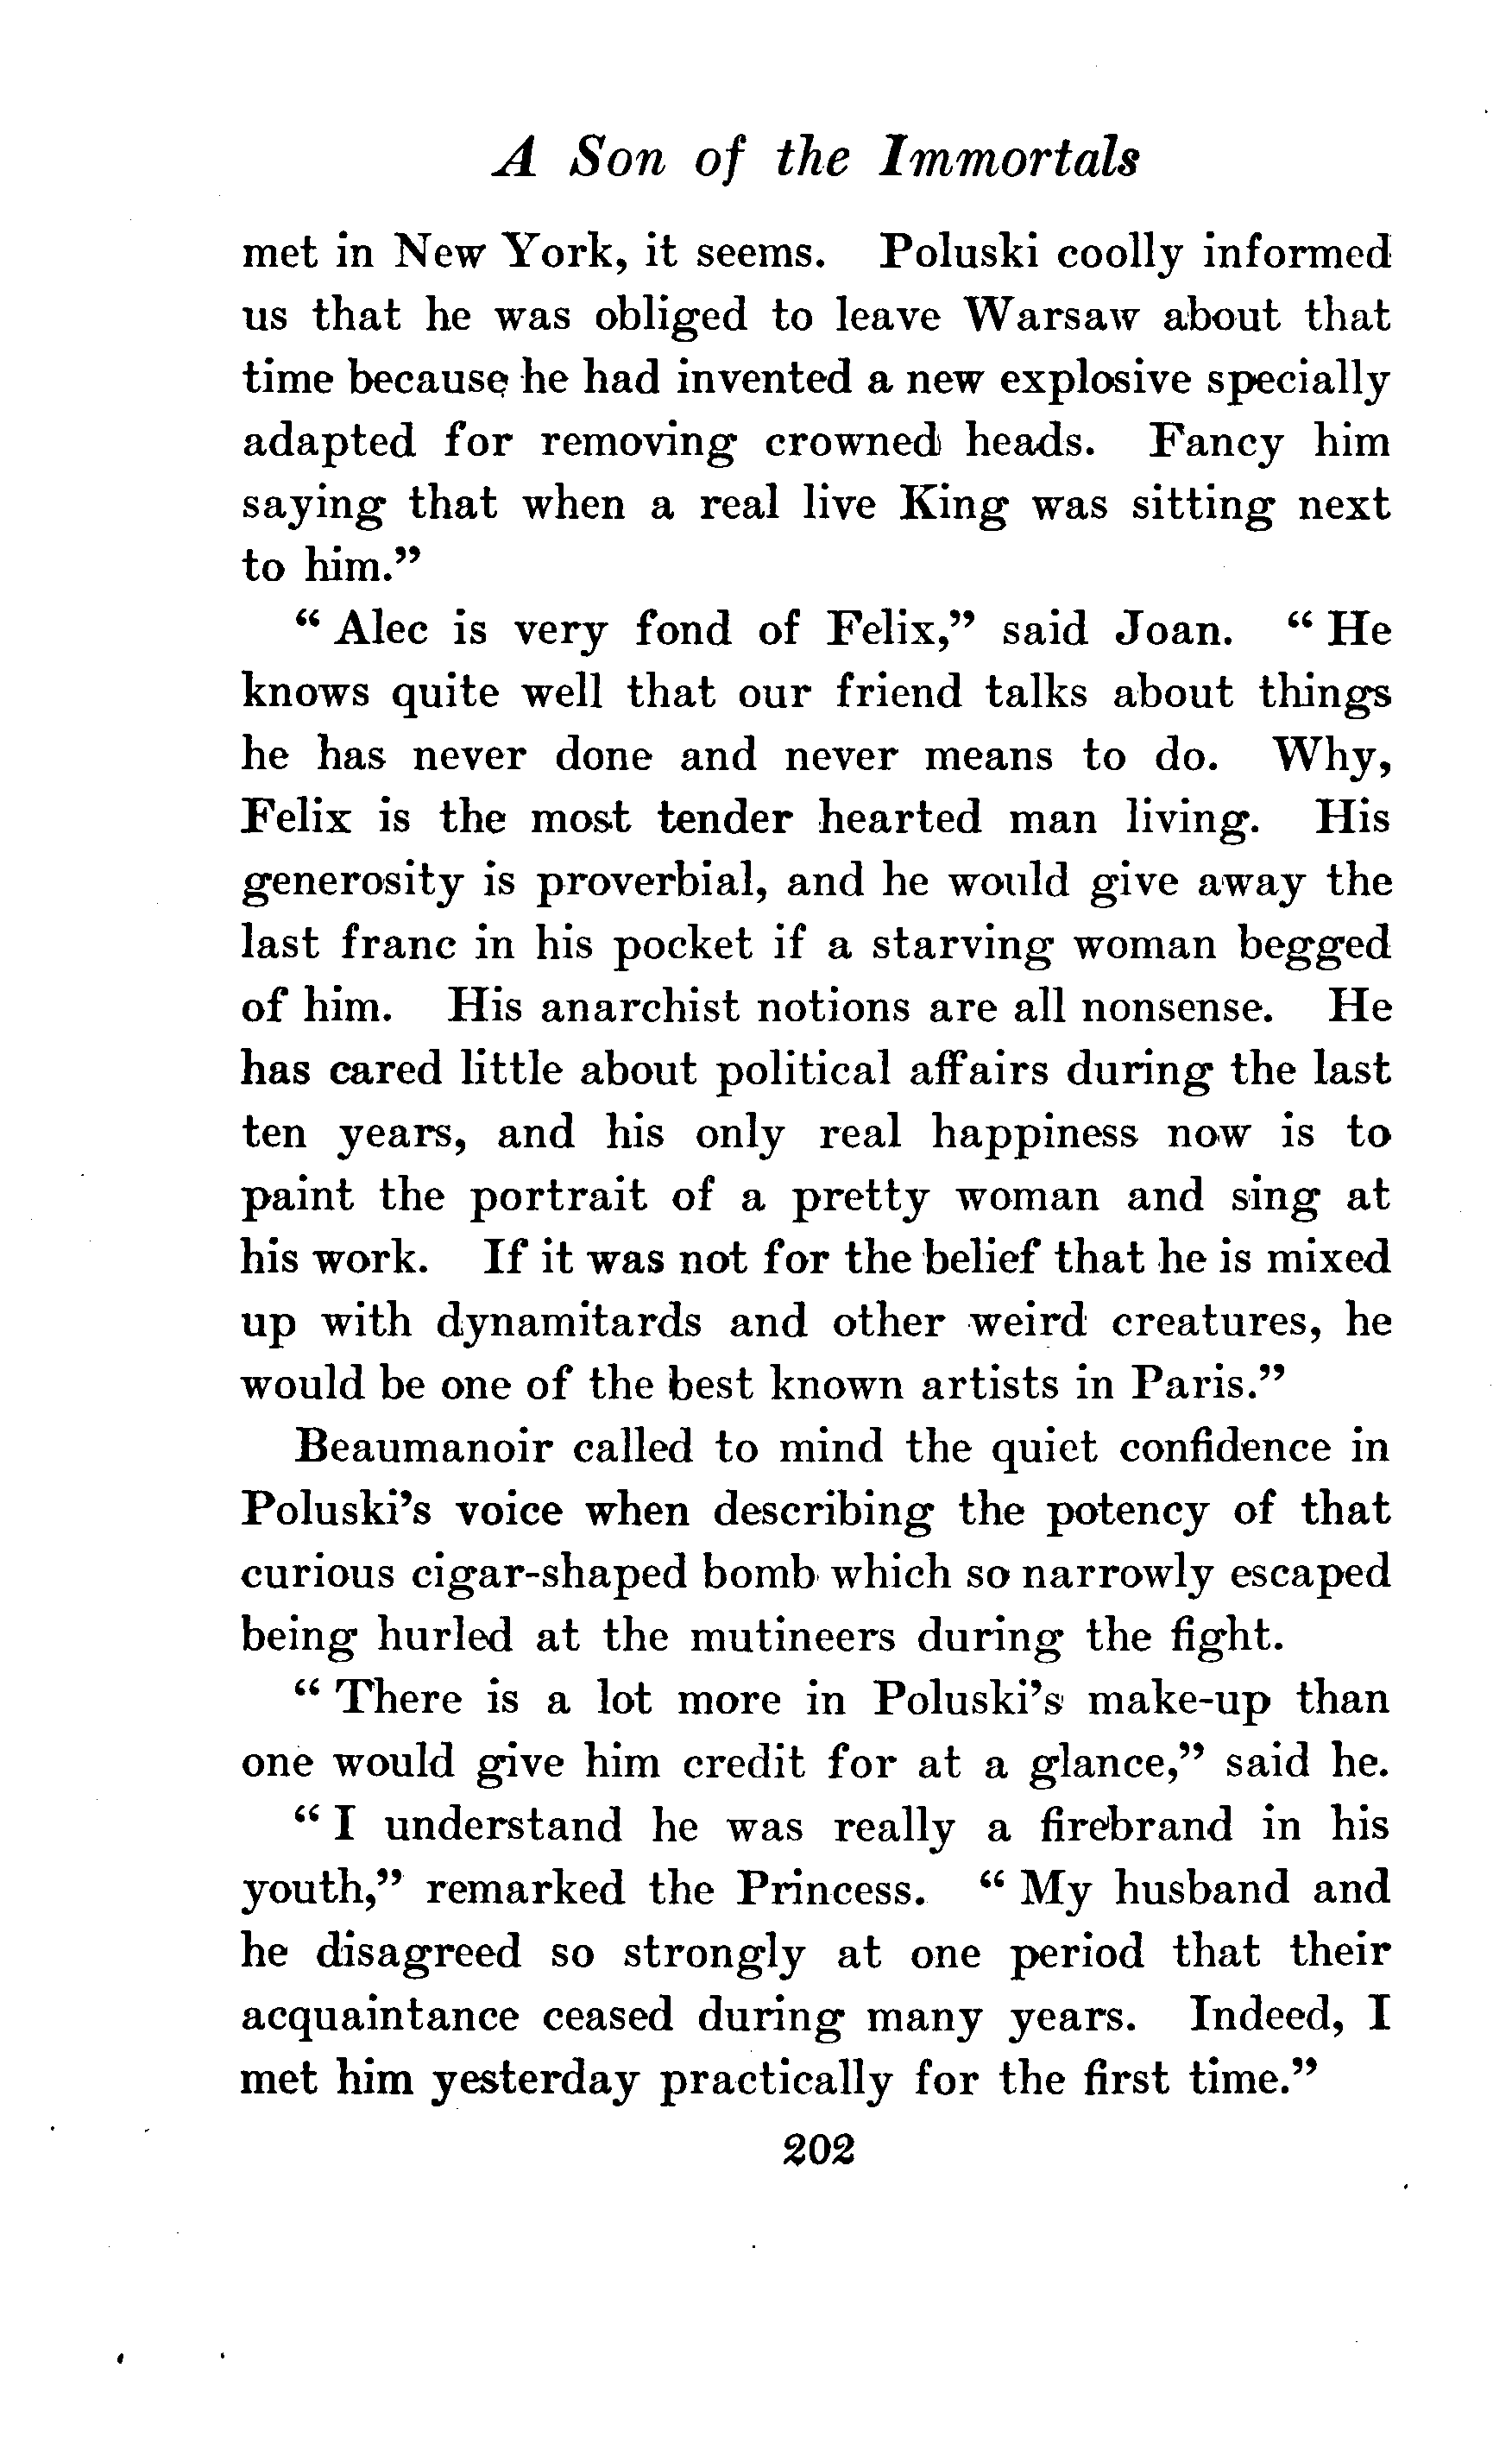 A Son of the Immortals
met in New York, it seems. Poluski coolly informed
us that he was obliged to leave Warsaw about that
time because he had invented a new explosive specially
adapted for removing crowned heads. Fancy him
saying that when a real live King was sitting next
to him.”
“ Alec is very fond of Felix,” said Joan. “ He
knows quite well that our friend talks about things
he has never done and never means to do. Why,
Felix is the most tender hearted man living. His
generosity is proverbial, and he would give away the
last franc in his pocket if a starving woman begged
of him. His anarchist notions are all nonsense. He
has cared little about political affairs during the last
ten years, and his only real happiness now is to
paint the portrait of a pretty woman and sing at
his work. If it was not for the belief that he is mixed
up with dynamitards and other weird creatures, he
would be one of the best known artists in Paris.”
Beaumanoir called to mind the quiet confidence in
Poluski’s voice when describing the potency of that
curious cigar-shaped bomb which so narrowly escaped
being hurled at the mutineers during the fight.
“ There is a lot more in Poluski’s make-up than
one would give him credit for at a glance,” said he.
“ I understand he was really a firebrand in his
youth,” remarked the Princess. “ My husband and
he disagreed so strongly at one period that their
acquaintance ceased during many years. Indeed, I
met him yesterday practically for the first time.”
202